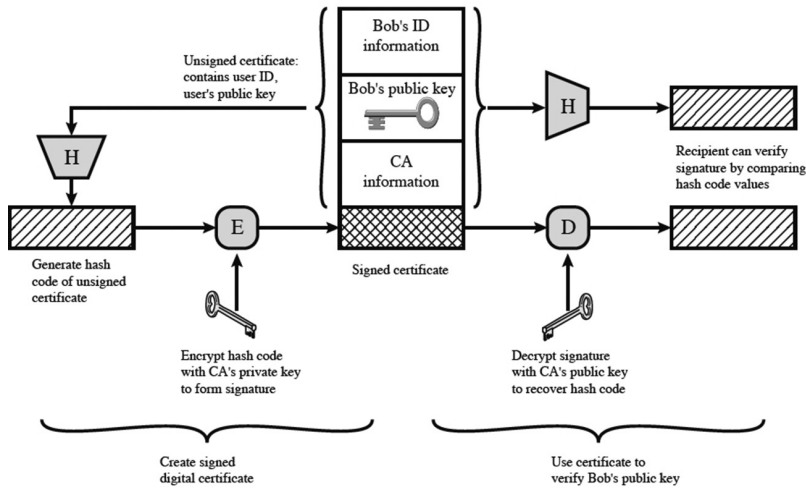 Bob's ID
information
Unsigned certificate:
contains user ID,
user's public key
Bob's public key
H
H
CA
information
Recipient can verify
signature by comparing
hash code values
E
D
Generate hash
code of unsigned
certificate
Signed certificate
Encrypt hash code
with CA's private key
to form signature
Decrypt signature
with CA's public key
to recover hash code
Create signed
digital certificate
Use certificate to
verify Bob's public key